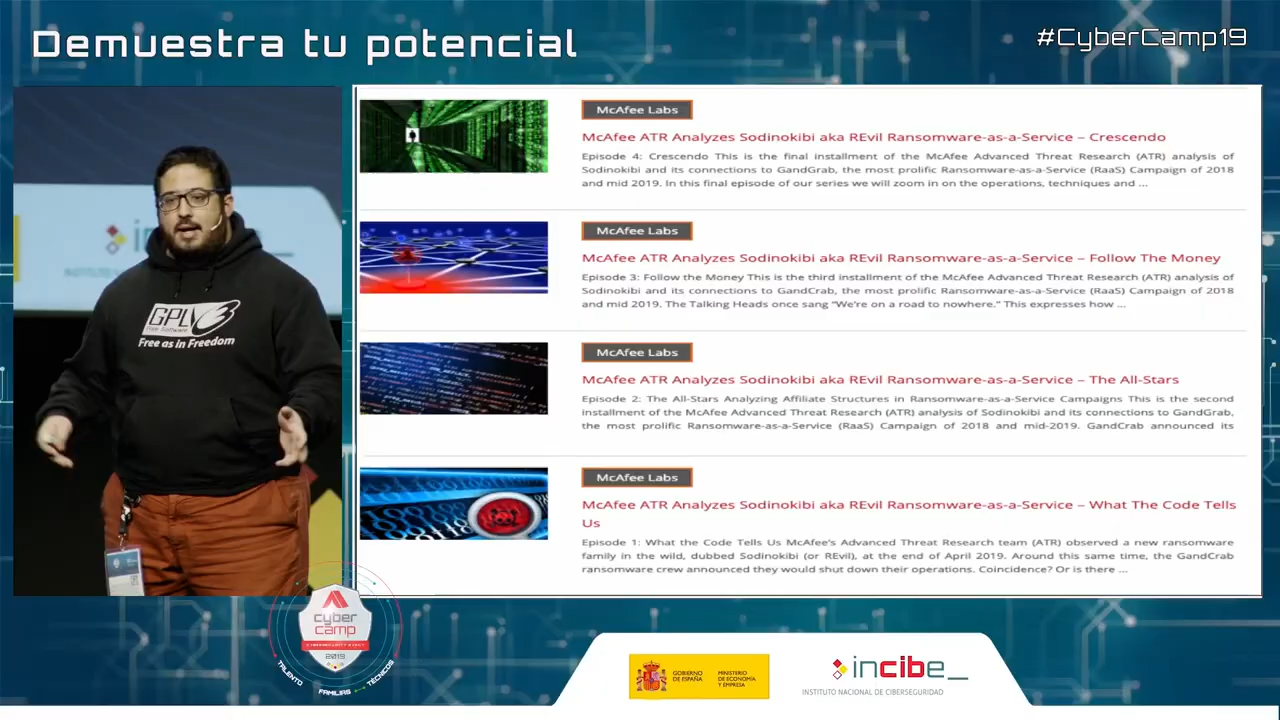 Demuestra tu potencial
#CyberCamp19
McAfee Labs
McAfee ATR Analyzes Sodinokibi aka REvil Ransomware-as-a-Service – Crescendo
Episode 4: Crescendo This is the final installment of the McAfee Advanced Threat Research (ATR) analysis of
Sodinokibi and its connections to GandGrab, the most prolific Ransomware-as-a-Service (RaaS) Campaign of 2018
and mid 2019. In this final episode of our series we will zoom in on the operations, techniques and ...
McAfee Labs
McAfee ATR Analyzes Sodinokibi aka REvil Ransomware-as-a-Service – Follow The Money
Episode 3: Follow the Money This is the third installment of the McAfee Advanced Threat Research (ATR) analysis of
Sodinokibi and its connections to GandCrab, the most prolific Ransomware-as-a-Service (RaaS) Campaign of 2018
and mid 2019. The Talking Heads once sang “We’re on a road to nowhere.” This expresses how ...
McAfee Labs
McAfee ATR Analyzes Sodinokibi aka REvil Ransomware-as-a-Service – The All-Stars
Episode 2: The All-Stars Analyzing Affiliate Structures in Ransomware-as-a-Service Campaigns This is the second
installment of the McAfee Advanced Threat Research (ATR) analysis of Sodinokibi and its connections to GandGrab,
the most prolific Ransomware-as-a-Service (RaaS) Campaign of 2018 and mid-2019. GandCrab announced its
McAfee Labs
McAfee ATR Analyzes Sodinokibi aka REvil Ransomware-as-a-Service – What The Code Tells
Us
Episode 1: What the Code Tells Us McAfee’s Advanced Threat Research team (ATR) observed a new ransomware
family in the wild, dubbed Sodinokibi (or REvil), at the end of April 2019. Around this same time, the GandCrab
ransomware crew announced they would shut down their operations. Coincidence? Or is there ...
GPL
Free Software
Free as in Freedom
cyber
camp
2019
TALENTO
FAMILIAS
TÉCNICOS
GOBIERNO
DE ESPAÑA
MINISTERIO
DE ECONOMÍA
Y EMPRESA
incibe_
INSTITUTO NACIONAL DE CIBERSEGURIDAD